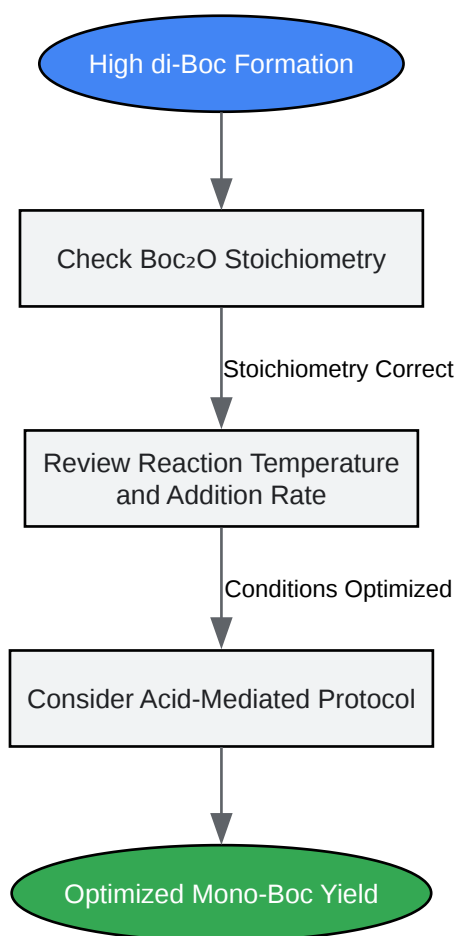 High di-Boc Formation
Check Boc₂O Stoichiometry
Stoichiometry Correct
Review Reaction Temperature
and Addition Rate
Conditions Optimized
Consider Acid-Mediated Protocol
Optimized Mono-Boc Yield